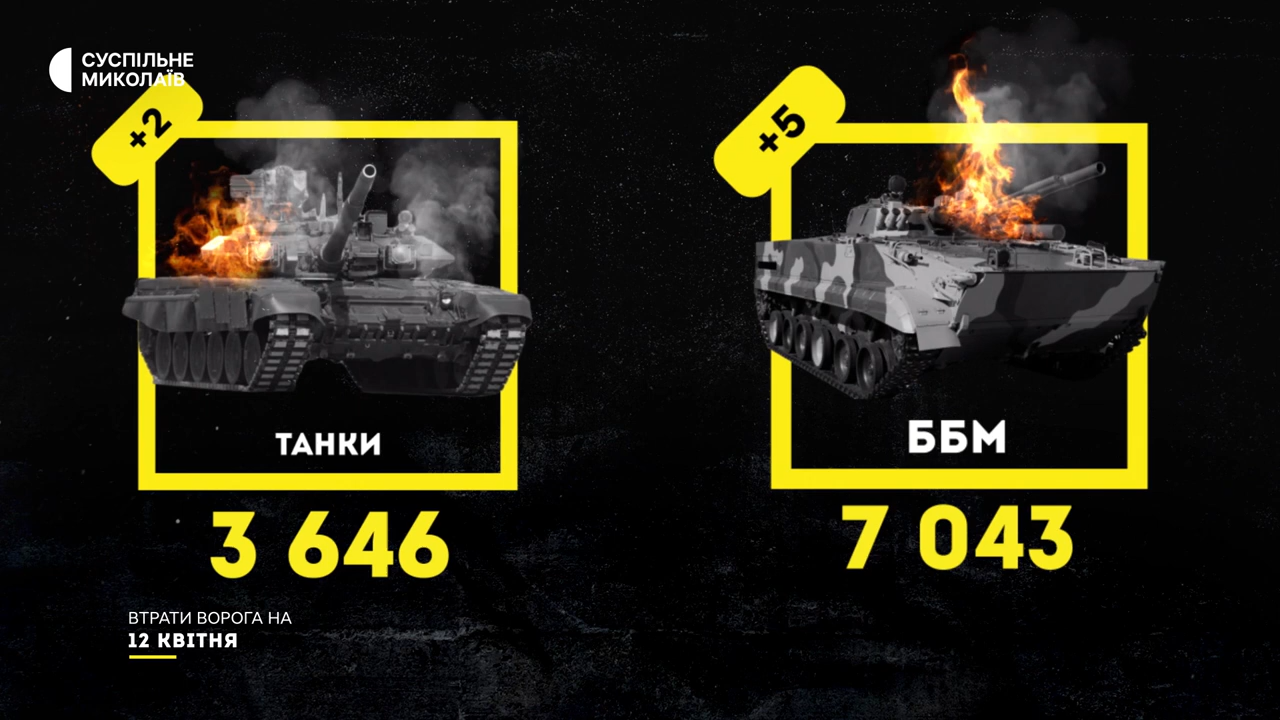 СУСПІЛЬНЕ
МИКОЛАЇВ
+2
ТАНКИ
3 646
+5
ББМ
7 043
ВТРАТИ ВОРОГА НА
12 КВІТНЯ